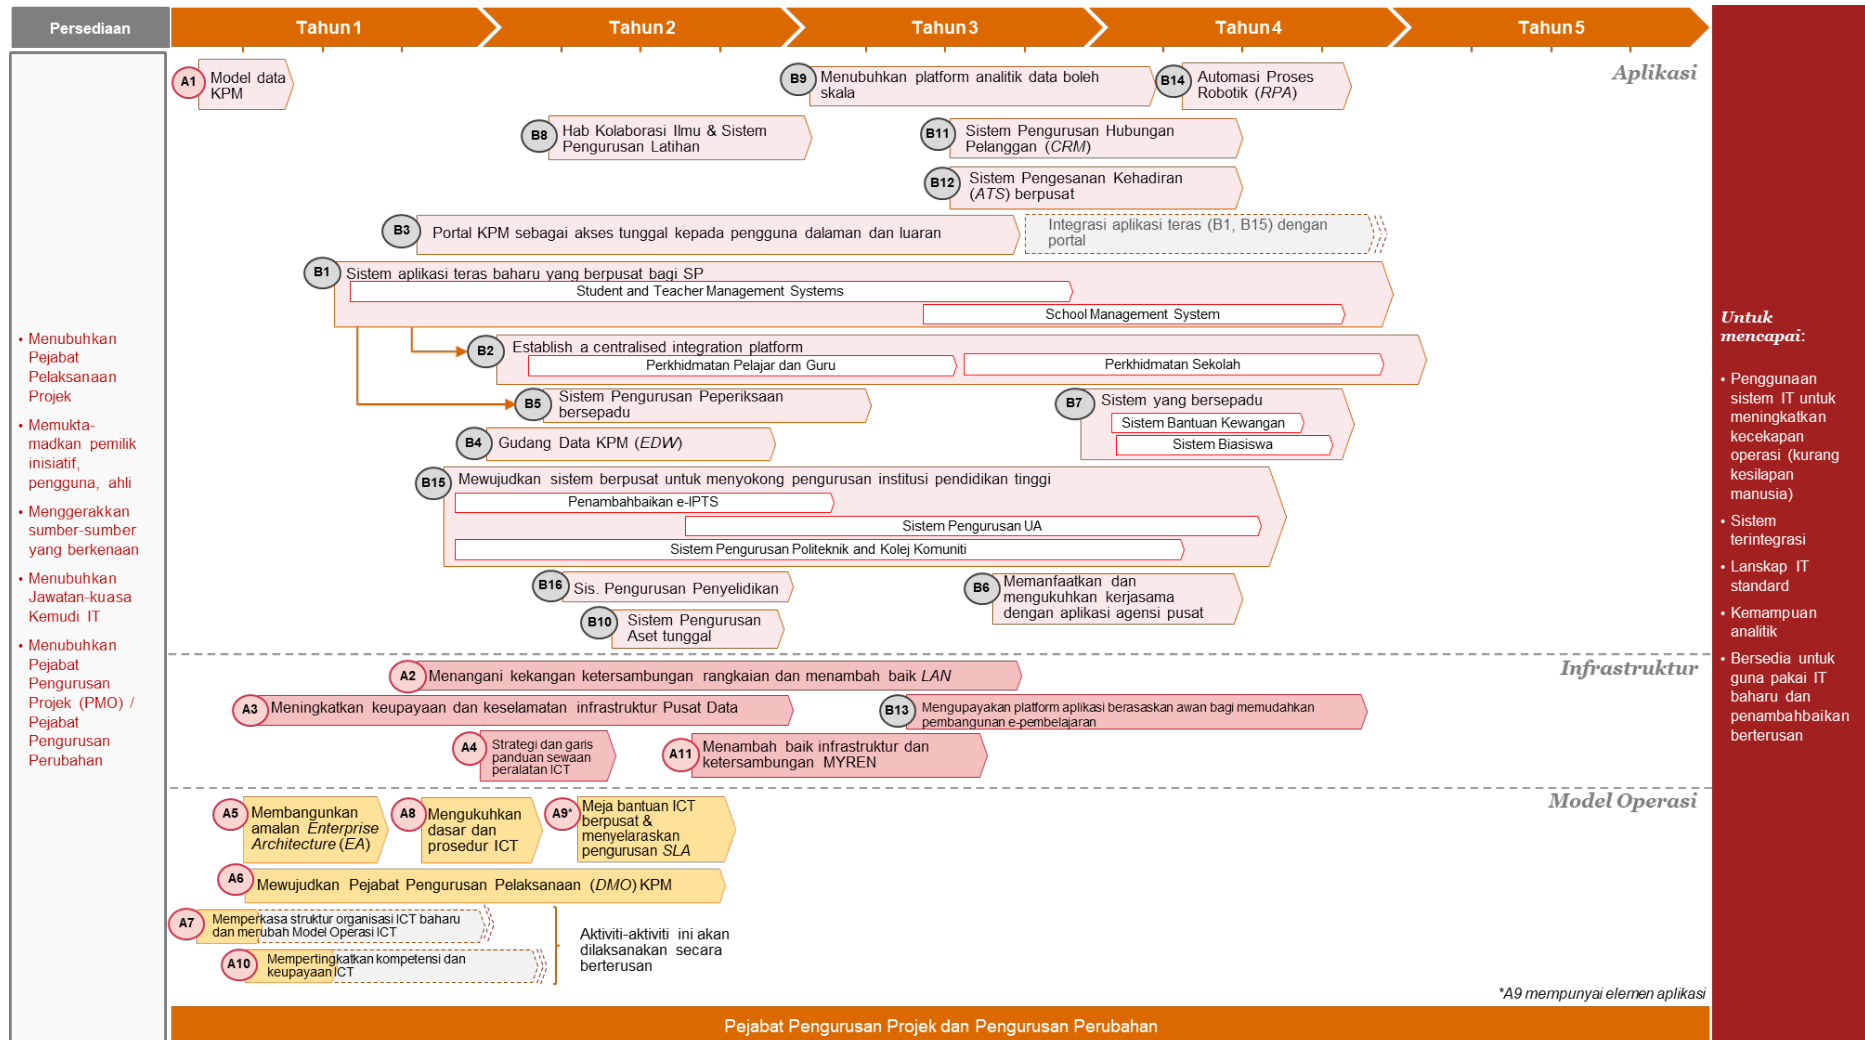 Persediaan
Tahun 1
Tahun 2
Tahun 3
Tahun 4
Tahun 5
• Menubuhkan
Pejabat
Pelaksanaan
Projek
• Memukta-
madkan pemilik
inisiatif,
pengguna, ahli
• Menggerakkan
sumber-sumber
yang berkenaan
• Menubuhkan
Jawatan-kuasa
Kemudi IT
• Menubuhkan
Pejabat
Pengurusan
Projek (PMO) /
Pejabat
Pengurusan
Perubahan
Aplikasi
A1
Model data
KPM
B9
Menubuhkan platform analitik data boleh
skala
B14
Automasi Proses
Robotik (RPA)
B8
Hab Kolaborasi Ilmu & Sistem
Pengurusan Latihan
B11
Sistem Pengurusan Hubungan
Pelanggan (CRM)
B12
Sistem Pengesanan Kehadiran
(ATS) berpusat
B3
Portal KPM sebagai akses tunggal kepada pengguna dalaman dan luaran
Integrasi aplikasi teras (B1, B15) dengan
portal
B1
Sistem aplikasi teras baharu yang berpusat bagi SP
Student and Teacher Management Systems
School Management System
B2
Establish a centralised integration platform
Perkhidmatan Pelajar dan Guru
Perkhidmatan Sekolah
B5
Sistem Pengurusan Peperiksaan
bersepadu
B7
Sistem yang bersepadu
Sistem Bantuan Kewangan
Sistem Biasiswa
B4
Gudang Data KPM (EDW)
B15
Mewujudkan sistem berpusat untuk menyokong pengurusan institusi pendidikan tinggi
Penambahbaikan e-IPTS
Sistem Pengurusan UA
Sistem Pengurusan Politeknik and Kolej Komuniti
B16
Sis. Pengurusan Penyelidikan
B6
Memanfaatkan dan
mengukuhkan kerjasama
dengan aplikasi agensi pusat
B10
Sistem Pengurusan
Aset tunggal
Infrastruktur
A2
Menangani kekangan ketersambungan rangkaian dan menambah baik LAN
A3
Meningkatkan keupayaan dan keselamatan infrastruktur Pusat Data
B13
Mengupayakan platform aplikasi berasaskan awan bagi memudahkan
pembangunan e-pembelajaran
A4
Strategi dan garis
panduan sewaan
peralatan ICT
A11
Menambah baik infrastruktur dan
ketersambungan MYREN
Model Operasi
A5
Membangunkan
amalan Enterprise
Architecture (EA)
A8
Mengukuhkan
dasar dan
prosedur ICT
A9*
Meja bantuan ICT
berpusat &
menyelaraskan
pengurusan SLA
A6
Mewujudkan Pejabat Pengurusan Pelaksanaan (DMO) KPM
A7
Memperkasa struktur organisasi ICT baharu
dan merubah Model Operasi ICT
A10
Mempertingkatkan kompetensi dan
keupayaan ICT
Aktiviti-aktiviti ini akan
dilaksanakan secara
berterusan
*A9 mempunyai elemen aplikasi
Pejabat Pengurusan Projek dan Pengurusan Perubahan
Untuk
mencapai:
• Penggunaan
sistem IT untuk
meningkatkan
kecekapan
operasi (kurang
kesilapan
manusia)
• Sistem
terintegrasi
• Lanskap IT
standard
• Kemampuan
analitik
• Bersedia untuk
guna pakai IT
baharu dan
penambahbaikan
berterusan